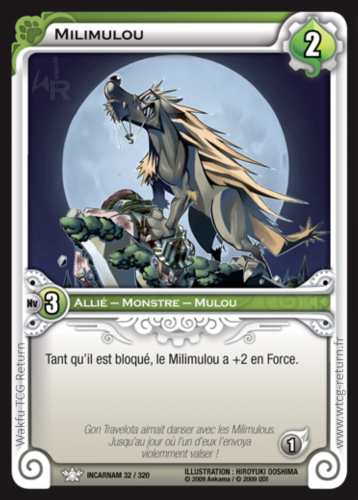 Milimulou
2
Nv 3 Allié – Monstre – Mulou
Tant qu'il est bloqué, le Milimulou a +2 en Force.
Gon Travelota aimait danser avec les Milimulous.
Jusqu'au jour où l'un d'eux l'envoya
violemment valser !
1
INCARNAM 32 / 320
ILLUSTRATION : HIROYUKI OOSHIMA
© 2009 Ankama / © 2009 UDI
Wakfu TCG Return
www.wtcg-return.fr